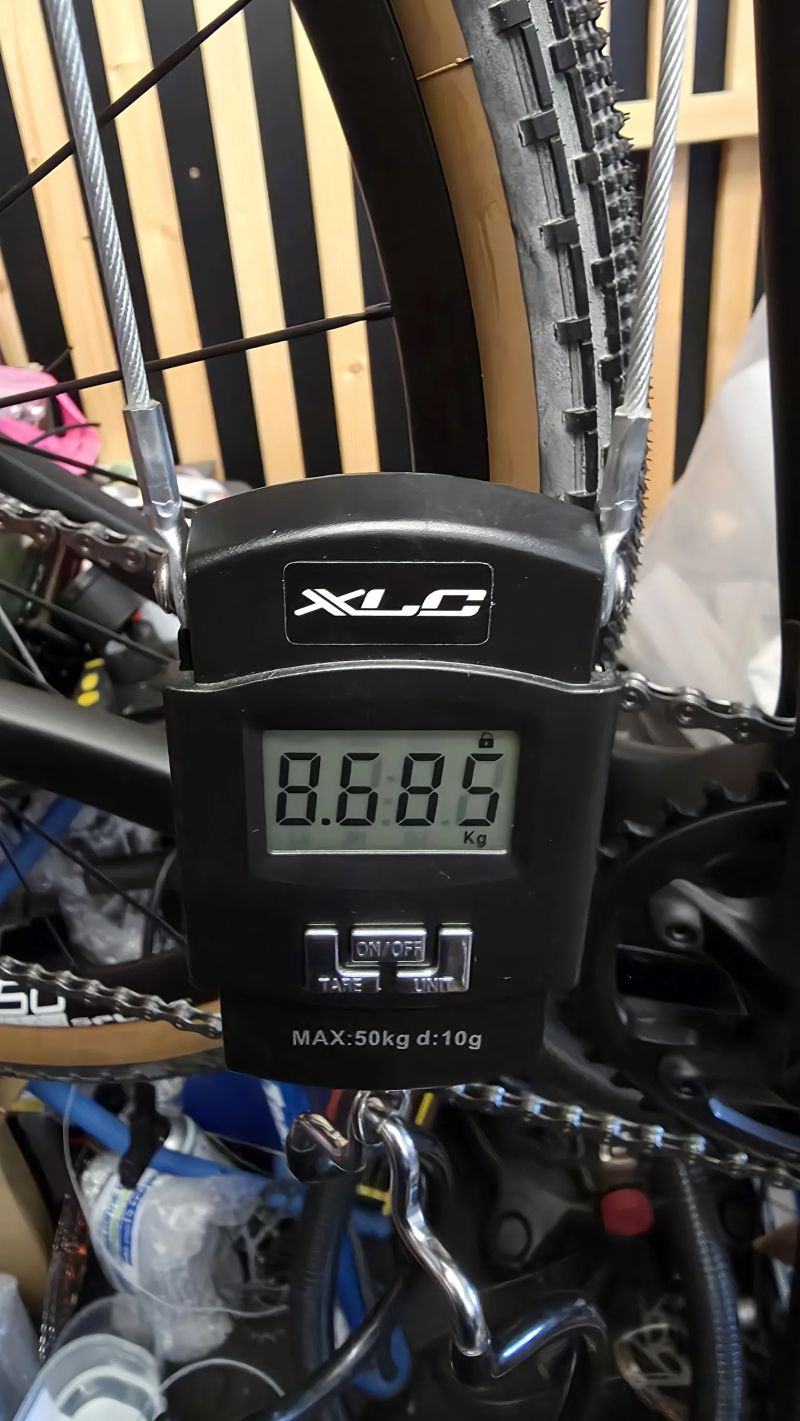 XLC
8.685
Kg
ON/OFF
TARE UNIT
MAX:50kg d:10g